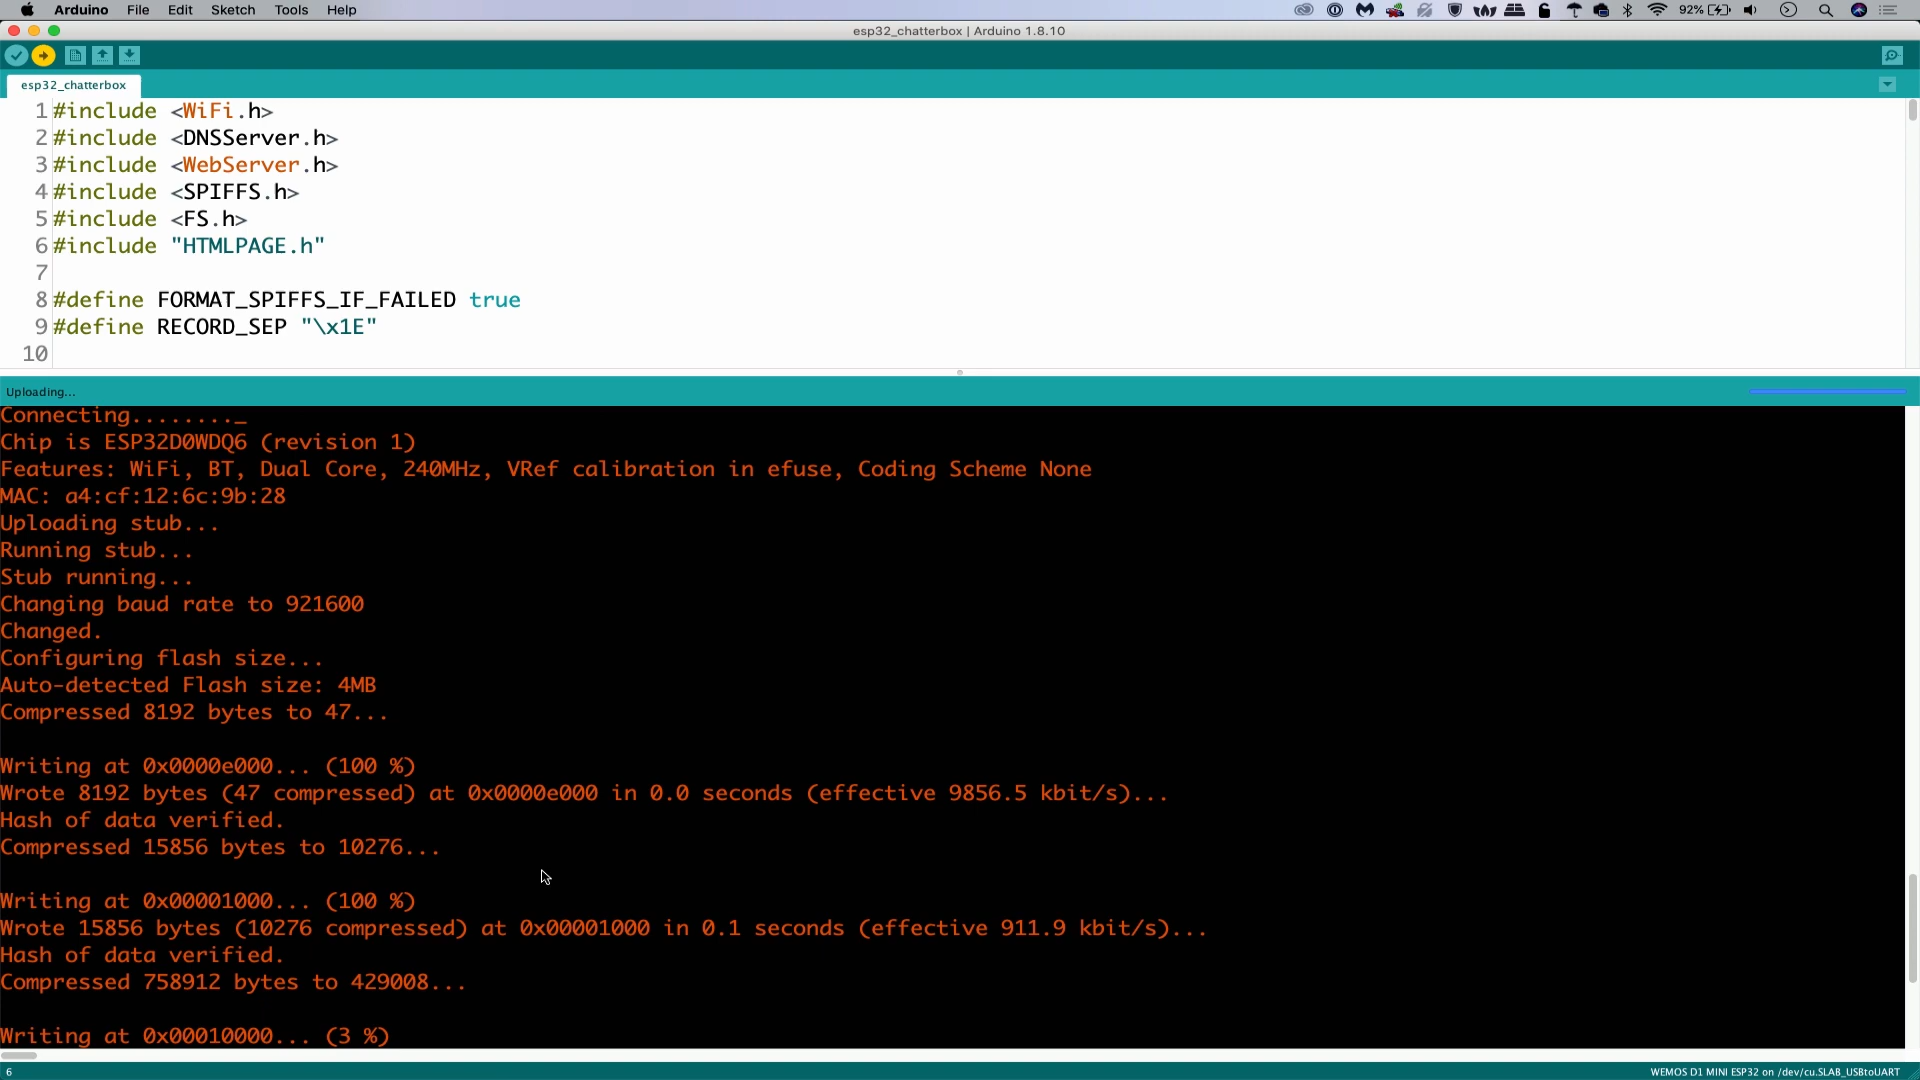 Arduino File Edit Sketch Tools Help 92%
esp32_chatterbox | Arduino 1.8.10
esp32_chatterbox
1 #include <WiFi.h>
2 #include <DNSServer.h>
3 #include <WebServer.h>
4 #include <SPIFFS.h>
5 #include <FS.h>
6 #include "HTMLPAGE.h"
7
8 #define FORMAT_SPIFFS_IF_FAILED true
9 #define RECORD_SEP "\x1E"
10
Uploading...
Connecting........_
Chip is ESP32D0WDQ6 (revision 1)
Features: WiFi, BT, Dual Core, 240MHz, VRef calibration in efuse, Coding Scheme None
MAC: a4:cf:12:6c:9b:28
Uploading stub...
Running stub...
Stub running...
Changing baud rate to 921600
Changed.
Configuring flash size...
Auto-detected Flash size: 4MB
Compressed 8192 bytes to 47...
Writing at 0x0000e000... (100 %)
Wrote 8192 bytes (47 compressed) at 0x0000e000 in 0.0 seconds (effective 9856.5 kbit/s)...
Hash of data verified.
Compressed 15856 bytes to 10276...
Writing at 0x00001000... (100 %)
Wrote 15856 bytes (10276 compressed) at 0x00001000 in 0.1 seconds (effective 911.9 kbit/s)...
Hash of data verified.
Compressed 758912 bytes to 429008...
Writing at 0x00010000... (3 %)
6 WEMOS D1 MINI ESP32 on /dev/cu.SLAB_USBtoUART